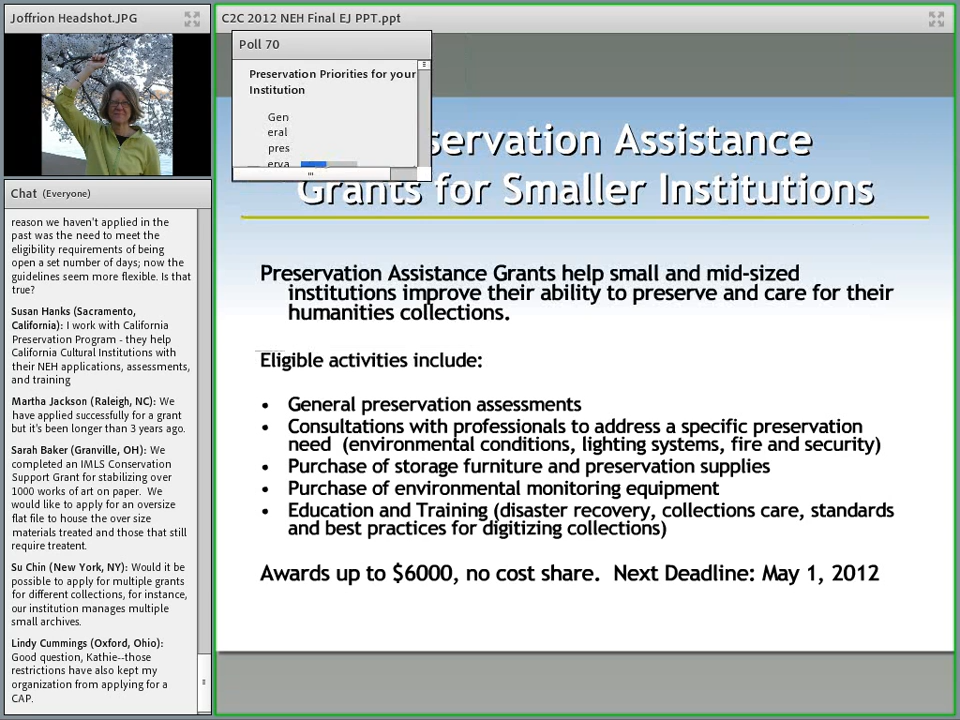 Joffrion Headshot.JPG
Chat (Everyone)
reason we haven't applied in the
past was the need to meet the
eligibility requirements of being
open a set number of days; now the
guidelines seem more flexible. Is that
true?
Susan Hanks (Sacramento,
California): I work with California
Preservation Program - they help
California Cultural Institutions with
their NEH applications, assessments,
and training
Martha Jackson (Raleigh, NC): We
have applied successfully for a grant
but it's been longer than 3 years ago.
Sarah Baker (Granville, OH): We
completed an IMLS Conservation
Support Grant for stabilizing over
1000 works of art on paper. We
would like to apply for an oversize
flat file to house the over size
materials treated and those that still
require treatent.
Su Chin (New York, NY): Would it be
possible to apply for multiple grants
for different collections, for instance,
our institution manages multiple
small archives.
Lindy Cummings (Oxford, Ohio):
Good question, Kathie--those
restrictions have also kept my
organization from applying for a
CAP.
C2C 2012 NEH Final EJ PPT.ppt
Poll 70
Preservation Priorities for your
Institution
Gen
eral
pres
erva
servation Assistance
Grants for Smaller Institutions
Preservation Assistance Grants help small and mid-sized
institutions improve their ability to preserve and care for their
humanities collections.
Eligible activities include:
• General preservation assessments
• Consultations with professionals to address a specific preservation
need (environmental conditions, lighting systems, fire and security)
• Purchase of storage furniture and preservation supplies
• Purchase of environmental monitoring equipment
• Education and Training (disaster recovery, collections care, standards
and best practices for digitizing collections)
Awards up to $6000, no cost share. Next Deadline: May 1, 2012